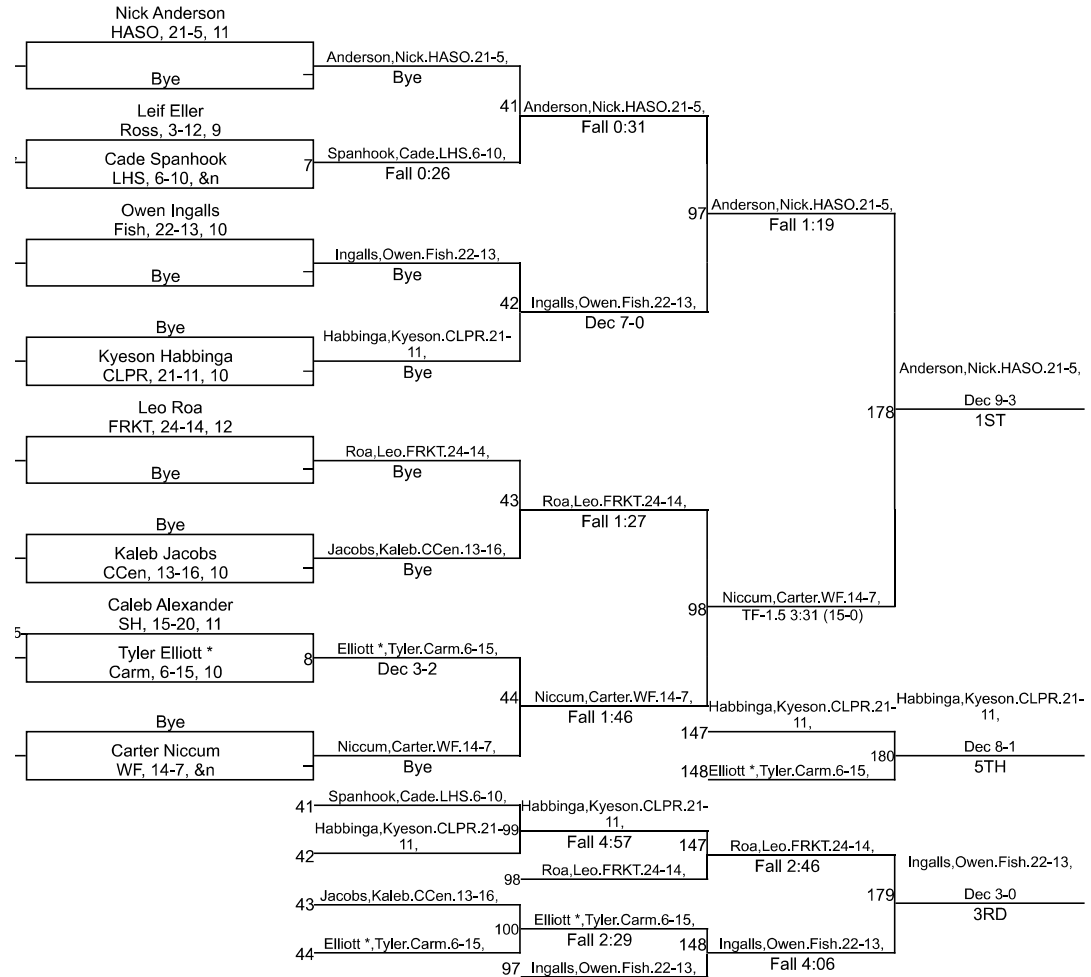 Nick Anderson
HASO, 21-5, 11
Bye
Leif Eller
Ross, 3-12, 9
Cade Spanhook
LHS, 6-10, &n
7
Owen Ingalls
Fish, 22-13, 10
Bye
Bye
Kyeson Habbinga
CLPR, 21-11, 10
Leo Roa
FRKT, 24-14, 12
Bye
Bye
Kaleb Jacobs
CCen, 13-16, 10
Caleb Alexander
SH, 15-20, 11
5
Tyler Elliott *
Carm, 6-15, 10
8
Bye
Carter Niccum
WF, 14-7, &n
Anderson,Nick.HASO.21-5,
Bye
41
Spanhook,Cade.LHS.6-10,
Fall 0:26
Ingalls,Owen.Fish.22-13,
Bye
42
Habbinga,Kyeson.CLPR.21-
11,
Bye
Roa,Leo.FRKT.24-14,
Bye
43
Jacobs,Kaleb.CCen.13-16,
Bye
Elliott *,Tyler.Carm.6-15,
Dec 3-2
44
Niccum,Carter.WF.14-7,
Bye
Anderson,Nick.HASO.21-5,
Fall 0:31
97
Ingalls,Owen.Fish.22-13,
Dec 7-0
Roa,Leo.FRKT.24-14,
Fall 1:27
98
Niccum,Carter.WF.14-7,
Fall 1:46
Anderson,Nick.HASO.21-5,
Fall 1:19
178
Niccum,Carter.WF.14-7,
TF-1.5 3:31 (15-0)
Anderson,Nick.HASO.21-5,
Dec 9-3
1ST
147
Habbinga,Kyeson.CLPR.21-
11,
148
Elliott *,Tyler.Carm.6-15,
180
Habbinga,Kyeson.CLPR.21-
11,
Dec 8-1
5TH
41
Spanhook,Cade.LHS.6-10,
42
Habbinga,Kyeson.CLPR.21-
11,
99
Habbinga,Kyeson.CLPR.21-
11,
Fall 4:57
98
Roa,Leo.FRKT.24-14,
147
Roa,Leo.FRKT.24-14,
Fall 2:46
43
Jacobs,Kaleb.CCen.13-16,
44
Elliott *,Tyler.Carm.6-15,
100
Elliott *,Tyler.Carm.6-15,
Fall 2:29
97
Ingalls,Owen.Fish.22-13,
148
Ingalls,Owen.Fish.22-13,
Fall 4:06
179
Ingalls,Owen.Fish.22-13,
Dec 3-0
3RD